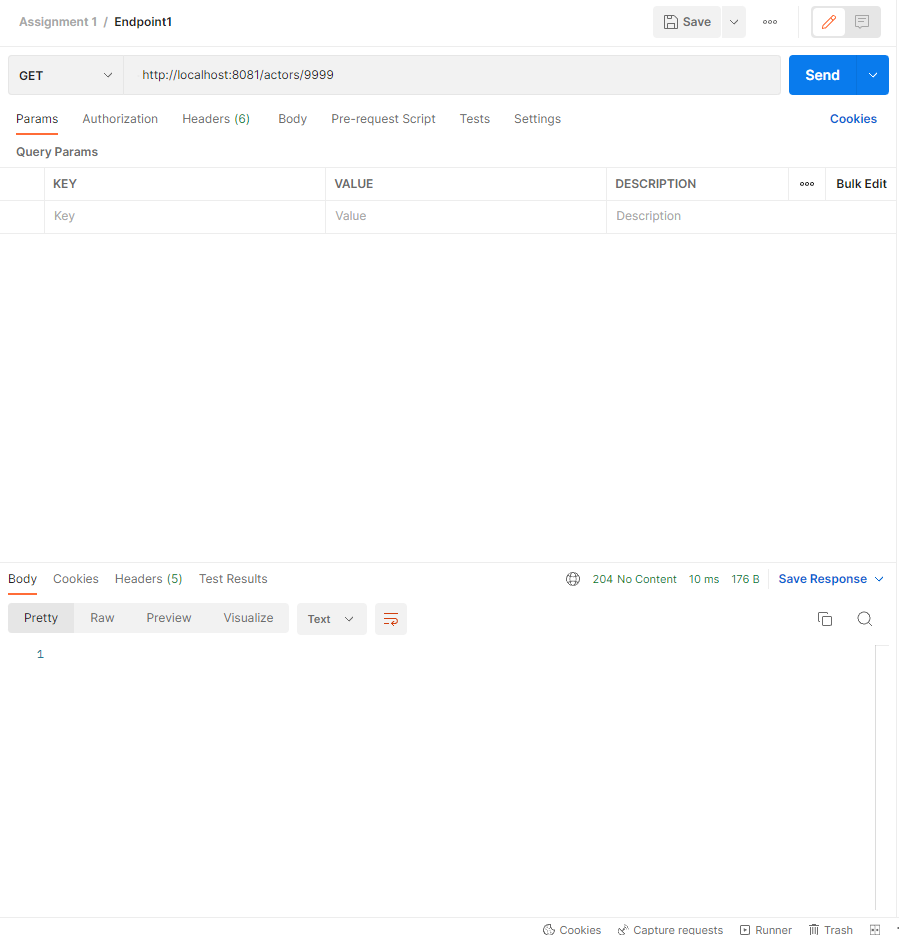 Assignment 1 / Endpoint1 Save
GET http://localhost:8081/actors/9999 Send
Params Authorization Headers (6) Body Pre-request Script Tests Settings Cookies
Query Params
KEY VALUE DESCRIPTION Bulk Edit
Key Value Description
Body Cookies Headers (5) Test Results 204 No Content 10 ms 176 B Save Response
Pretty Raw Preview Visualize Text
1
Cookies Capture requests Runner Trash